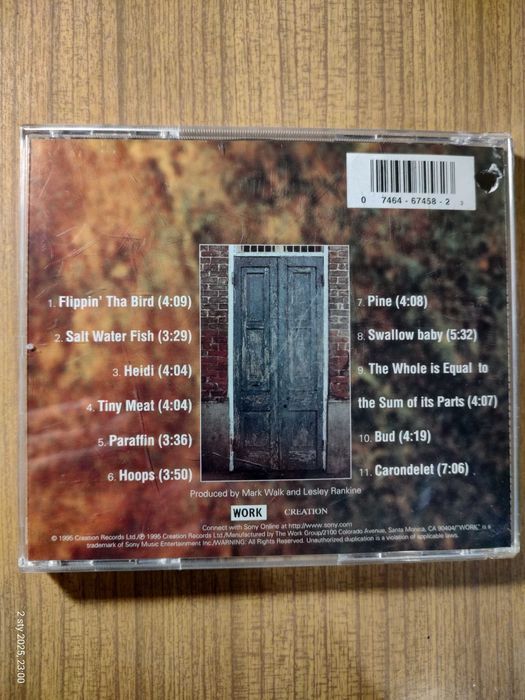 0 7464-67458-2 3
1. Flippin' Tha Bird (4:09)
2. Salt Water Fish (3:29)
3. Heidi (4:04)
4. Tiny Meat (4:04)
5. Paraffin (3:36)
6. Hoops (3:50)
7. Pine (4:08)
8. Swallow baby (5:32)
9. The Whole is Equal to
the Sum of its Parts (4:07)
10. Bud (4:19)
11. Carondelet (7:06)
Produced by Mark Walk and Lesley Rankine
WORK CREATION
Connect with Sony Online at http://www.sony.com
© 1995 Creation Records Ltd./℗ 1995 Creation Records Ltd./Manufactured by The Work Group/2100 Colorado Avenue, Santa Monica, CA 90404/"WORK" is a
trademark of Sony Music Entertainment Inc./WARNING: All Rights Reserved. Unauthorized duplication is a violation of applicable laws.
2 sty 2025, 23:00